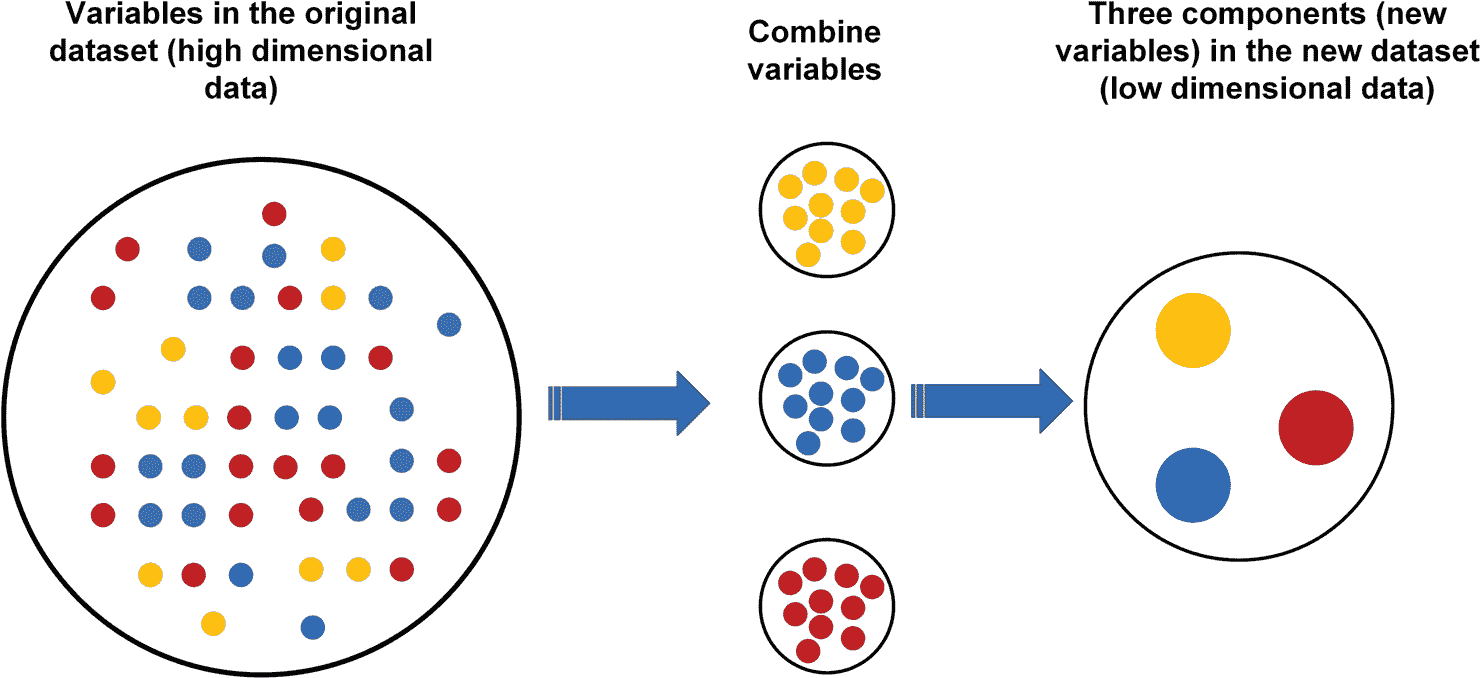 Variables in the original
dataset (high dimensional
data)
Combine
variables
Three components (new
variables) in the new dataset
(low dimensional data)